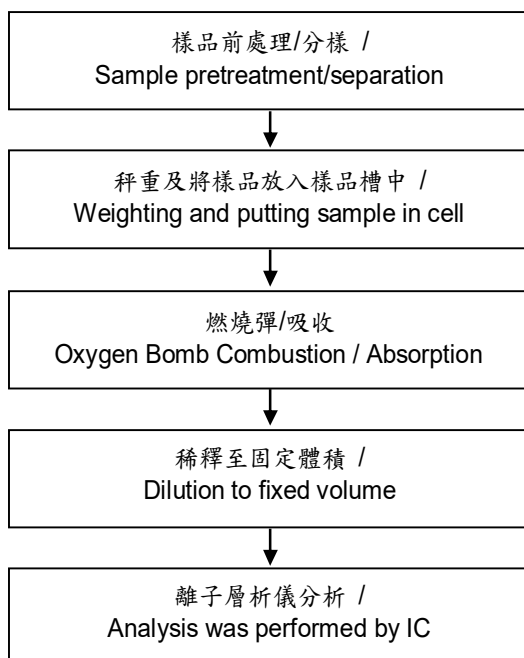 樣品前處理/分樣 /
Sample pretreatment/separation
秤重及將樣品放入樣品槽中 /
Weighting and putting sample in cell
燃燒彈/吸收
Oxygen Bomb Combustion / Absorption
稀釋至固定體積 /
Dilution to fixed volume
離子層析儀分析 /
Analysis was performed by IC